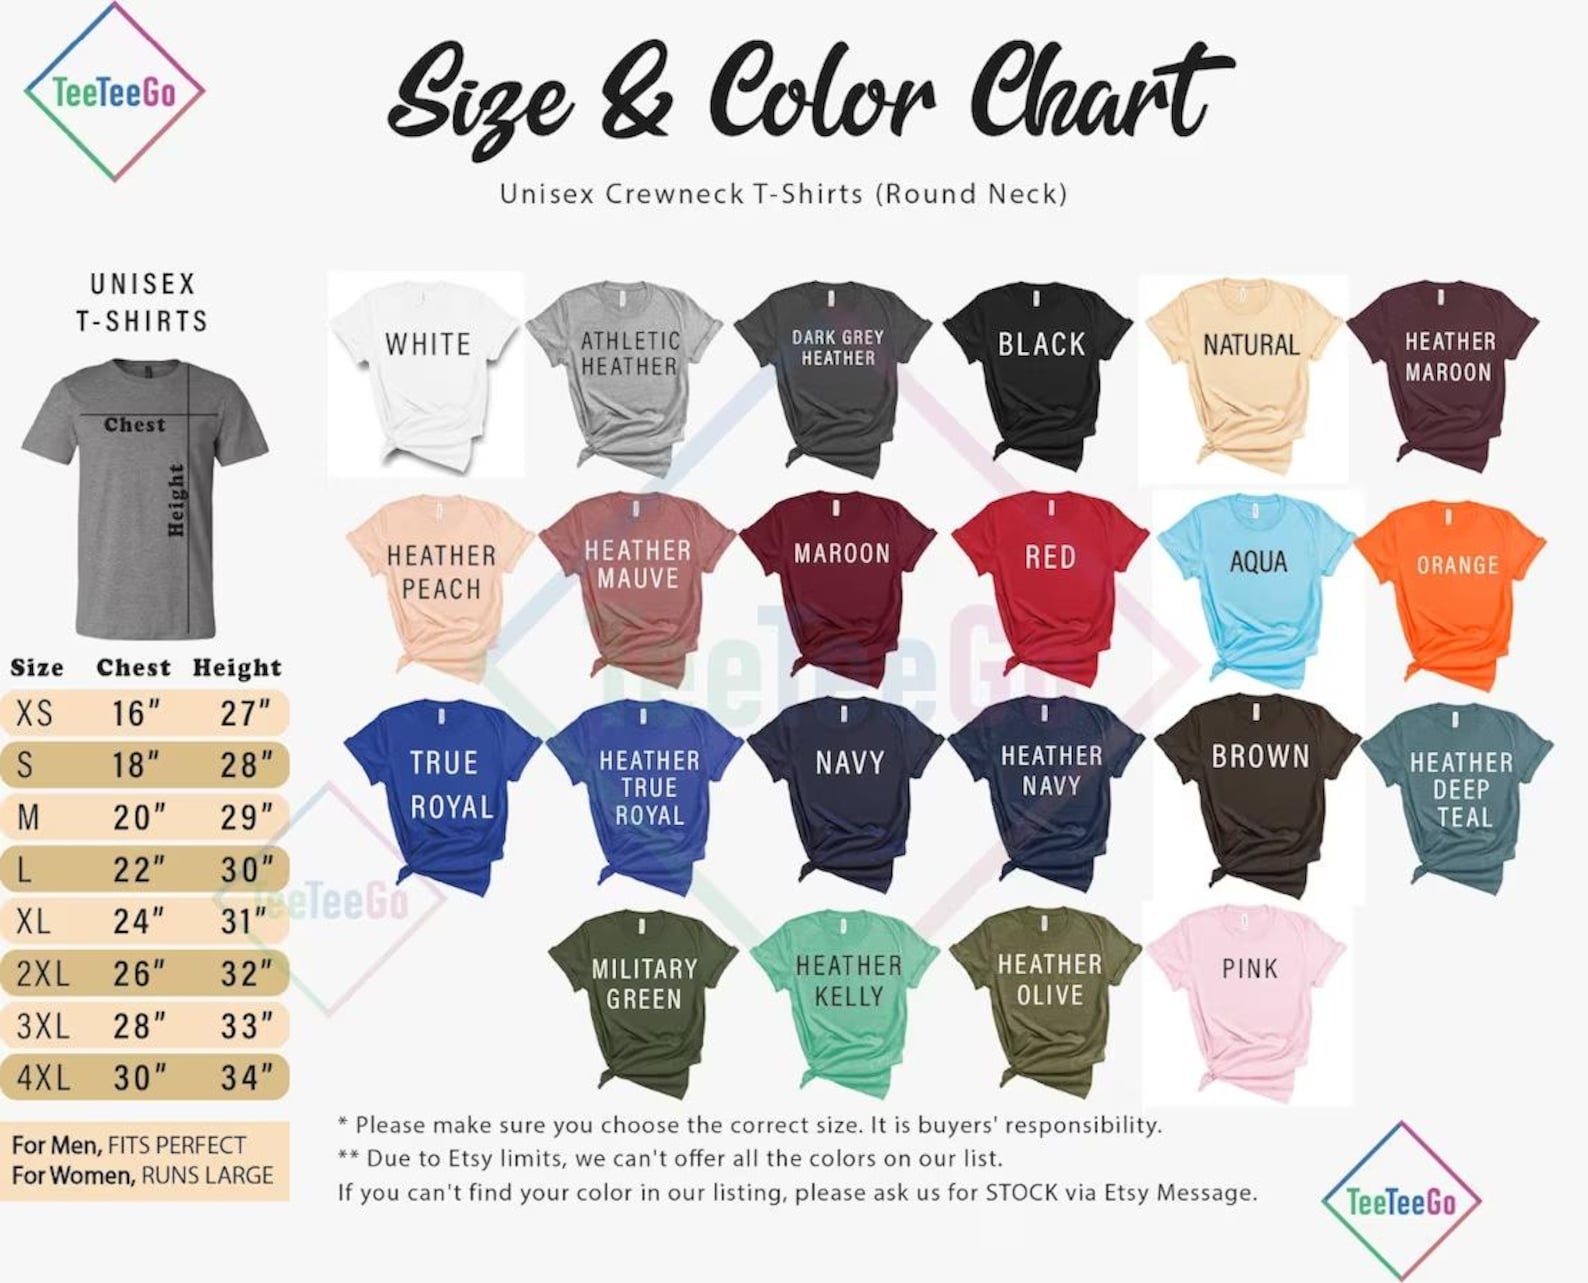 TeeTeeGo
Size & Color Chart
Unisex Crewneck T-Shirts (Round Neck)
UNISEX
T-SHIRTS
Chest
Height
Size Chest Height
XS 16" 27"
S 18" 28"
M 20" 29"
L 22" 30"
XL 24" 31"
2XL 26" 32"
3XL 28" 33"
4XL 30" 34"
For Men, FITS PERFECT
For Women, RUNS LARGE
WHITE
ATHLETIC
HEATHER
DARK GREY
HEATHER
BLACK
NATURAL
HEATHER
MAROON
HEATHER
PEACH
HEATHER
MAUVE
MAROON
RED
AQUA
ORANGE
TeeTeeGo
TRUE
ROYAL
HEATHER
TRUE
ROYAL
NAVY
HEATHER
NAVY
BROWN
HEATHER
DEEP
TEAL
TeeTeeGo
MILITARY
GREEN
HEATHER
KELLY
HEATHER
OLIVE
PINK
* Please make sure you choose the correct size. It is buyers' responsibility.
** Due to Etsy limits, we can't offer all the colors on our list.
If you can't find your color in our listing, please ask us for STOCK via Etsy Message.
TeeTeeGo